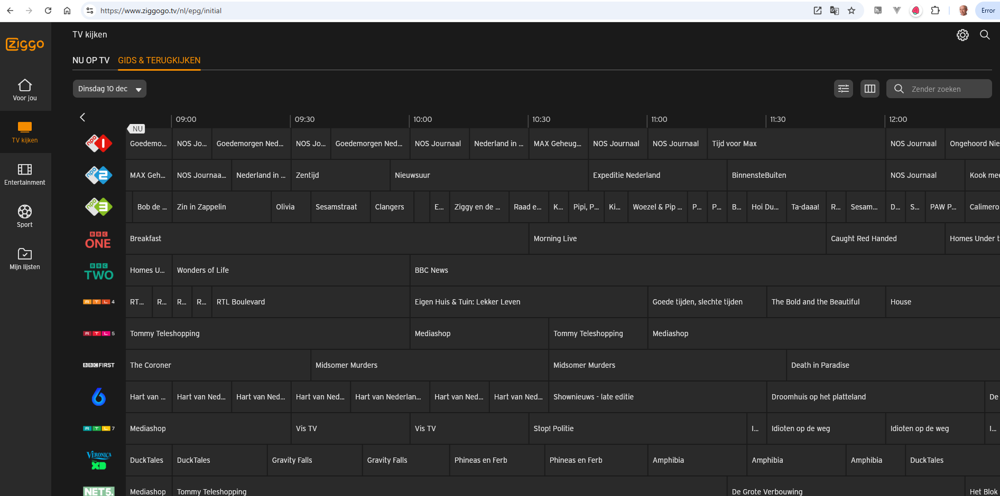 https://www.ziggogo.tv/nl/epg/initial
Error
Ziggo
TV kijken
NU OP TV GIDS & TERUGKIJKEN
Voor jou
Dinsdag 10 dec
Zender zoeken
TV kijken
Entertainment
Sport
Mijn lijsten
09:00 09:30 10:00 10:30 11:00 11:30 12:00
NU
npo 1 Goedemo... NOS Jo... Goedemorgen Ned... NOS Jo... Goedemorgen Ned... NOS Journaal Nederland in ... MAX Geheug... NOS Journaal NOS Journaal Tijd voor Max NOS Journaal Ongehoord Nie
npo 2 MAX Geh... NOS Journaa... Nederland in ... Zentijd Nieuwsuur Expeditie Nederland BinnensteBuiten NOS Journaal Kook mee
npo 3 Bob de ... Zin in Zappelin Olivia Sesamstraat Clangers E... Ziggy en de ... Raad e... K... Pipi, P... Ki... Woezel & Pip ... P... P... B... Hoi Du... Ta-daaa! R... Sesam... D... S... PAW P... Calimero
BBC ONE Breakfast Morning Live Caught Red Handed Homes Under t
BBC TWO Homes U... Wonders of Life BBC News
RTL 4 RT... R... R... R... RTL Boulevard Eigen Huis & Tuin: Lekker Leven Goede tijden, slechte tijden The Bold and the Beautiful House
RTL 5 Tommy Teleshopping Mediashop Tommy Teleshopping Mediashop
BBC FIRST The Coroner Midsomer Murders Midsomer Murders Death in Paradise
6 Hart van ... Hart van Ned... Hart van Ned... Hart van Ned... Hart van Nederlan... Hart van Ned... Hart van Ned... Shownieuws - late editie Droomhuis op het platteland De
RTL 7 Mediashop Vis TV Vis TV Stop! Politie I... Idioten op de weg Idioten op de weg I...
VERONICA Disney XD DuckTales DuckTales Gravity Falls Gravity Falls Phineas en Ferb Phineas en Ferb Amphibia Amphibia Amphibia DuckTales
NET5. Mediashop Tommy Teleshopping De Grote Verbouwing Het Blok